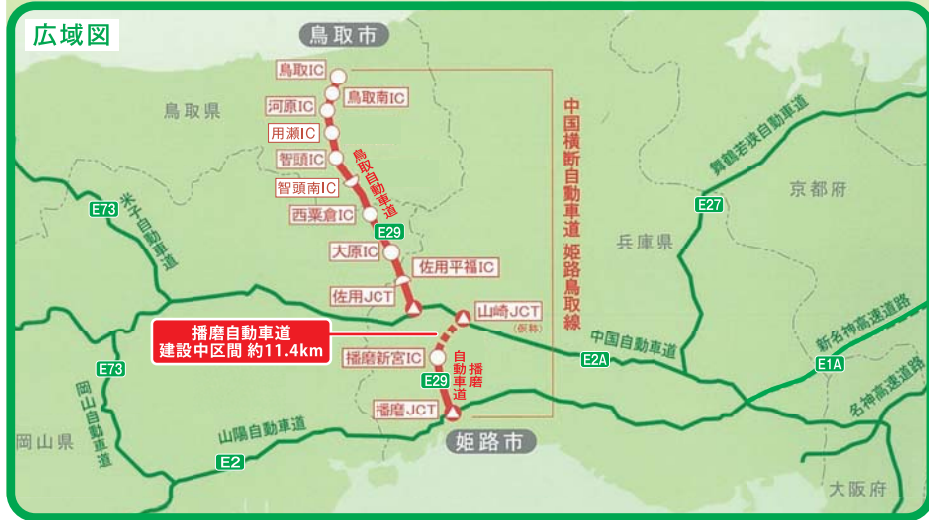 広域図
鳥取市
鳥取IC
鳥取南IC
河原IC
用瀬IC
智頭IC
智頭南IC
西粟倉IC
大原IC
佐用平福IC
佐用JCT
山崎JCT
(仮称)
播磨新宮IC
播磨JCT
鳥取自動車道
E29
播磨
自動車道
E29
播磨自動車道
建設中区間 約11.4km
中国横断自動車道 姫路鳥取線
鳥取県
兵庫県
京都府
岡山県
大阪府
姫路市
E73
米子自動車道
E73
岡山自動車道
山陽自動車道
E2
中国自動車道
E2A
舞鶴若狭自動車道
E27
新名神高速道路
E1A
名神高速道路